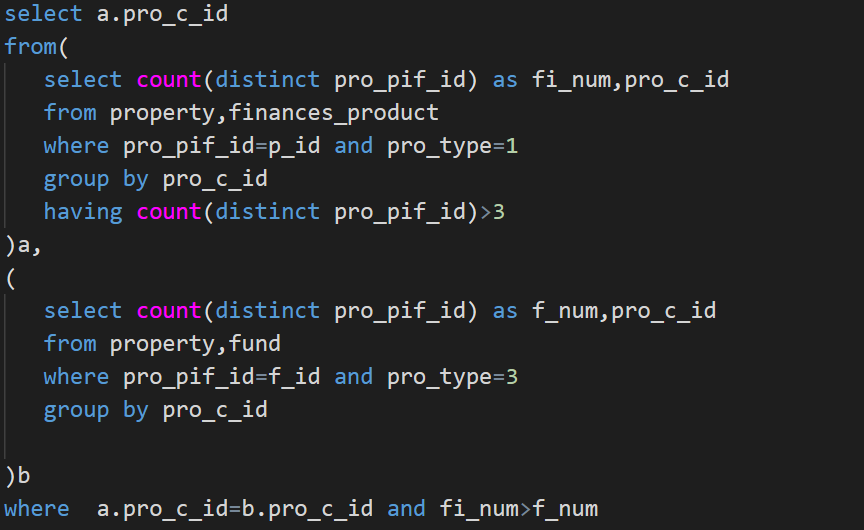 select a.pro_c_id
from(
select count(distinct pro_pif_id) as fi_num,pro_c_id
from property,finances_product
where pro_pif_id=p_id and pro_type=1
group by pro_c_id
having count(distinct pro_pif_id)>3
)a,
(
select count(distinct pro_pif_id) as f_num,pro_c_id
from property,fund
where pro_pif_id=f_id and pro_type=3
group by pro_c_id
)b
where  a.pro_c_id=b.pro_c_id and fi_num>f_num